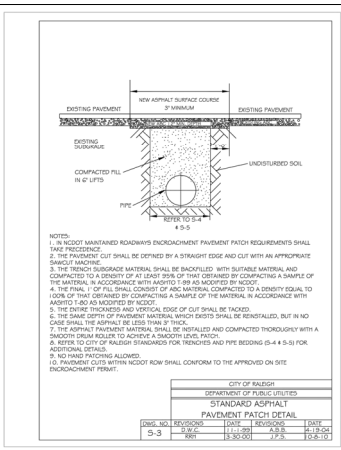 NEW ASPHALT SURFACE COURSE
3" MINIMUM
EXISTING PAVEMENT
EXISTING PAVEMENT
EXISTING
SUBGRADE
UNDISTURBED SOIL
COMPACTED FILL
IN 6" LIFTS
PIPE
REFER TO S-4
& S-5
NOTES:
1. IN NCDOT MAINTAINED ROADWAYS ENCROACHMENT PAVEMENT PATCH REQUIREMENTS SHALL
TAKE PRECEDENCE.
2. THE PAVEMENT CUT SHALL BE DEFINED BY A STRAIGHT EDGE AND CUT WITH AN APPROPRIATE
SAWCUT MACHINE.
3. THE TRENCH SUBGRADE MATERIAL SHALL BE BACKFILLED WITH SUITABLE MATERIAL AND
COMPACTED TO A DENSITY OF AT LEAST 95% OF THAT OBTAINED BY COMPACTING A SAMPLE OF
THE MATERIAL IN ACCORDANCE WITH AASHTO T-99 AS MODIFIED BY NCDOT.
4. THE FINAL 1' OF FILL SHALL CONSIST OF ABC MATERIAL COMPACTED TO A DENSITY EQUAL TO
100% OF THAT OBTAINED BY COMPACTING A SAMPLE OF THE MATERIAL IN ACCORDANCE WITH
AASHTO T-80 AS MODIFIED BY NCDOT.
5. THE ENTIRE THICKNESS AND VERTICAL EDGE OF CUT SHALL BE TACKED.
6. THE SAME DEPTH OF PAVEMENT MATERIAL WHICH EXISTS SHALL BE REINSTALLED, BUT IN NO
CASE SHALL THE ASPHALT BE LESS THAN 3" THICK.
7. THE ASPHALT PAVEMENT MATERIAL SHALL BE INSTALLED AND COMPACTED THOROUGHLY WITH A
SMOOTH DRUM ROLLER TO ACHIEVE A SMOOTH LEVEL PATCH.
8. REFER TO CITY OF RALEIGH STANDARDS FOR TRENCHES AND PIPE BEDDING (S-4 & S-5) FOR
ADDITIONAL DETAILS.
9. NO HAND PATCHING ALLOWED.
10. PAVEMENT CUTS WITHIN NCDOT ROW SHALL CONFORM TO THE APPROVED ON SITE
ENCROACHMENT PERMIT.
CITY OF RALEIGH
DEPARTMENT OF PUBLIC UTILITIES
STANDARD ASPHALT
PAVEMENT PATCH DETAIL
DWG. NO. REVISIONS DATE REVISIONS DATE
S-3 D.W.C. 11-1-99 A.B.B. 4-19-04
RRH 3-30-00 J.P.S. 10-8-10